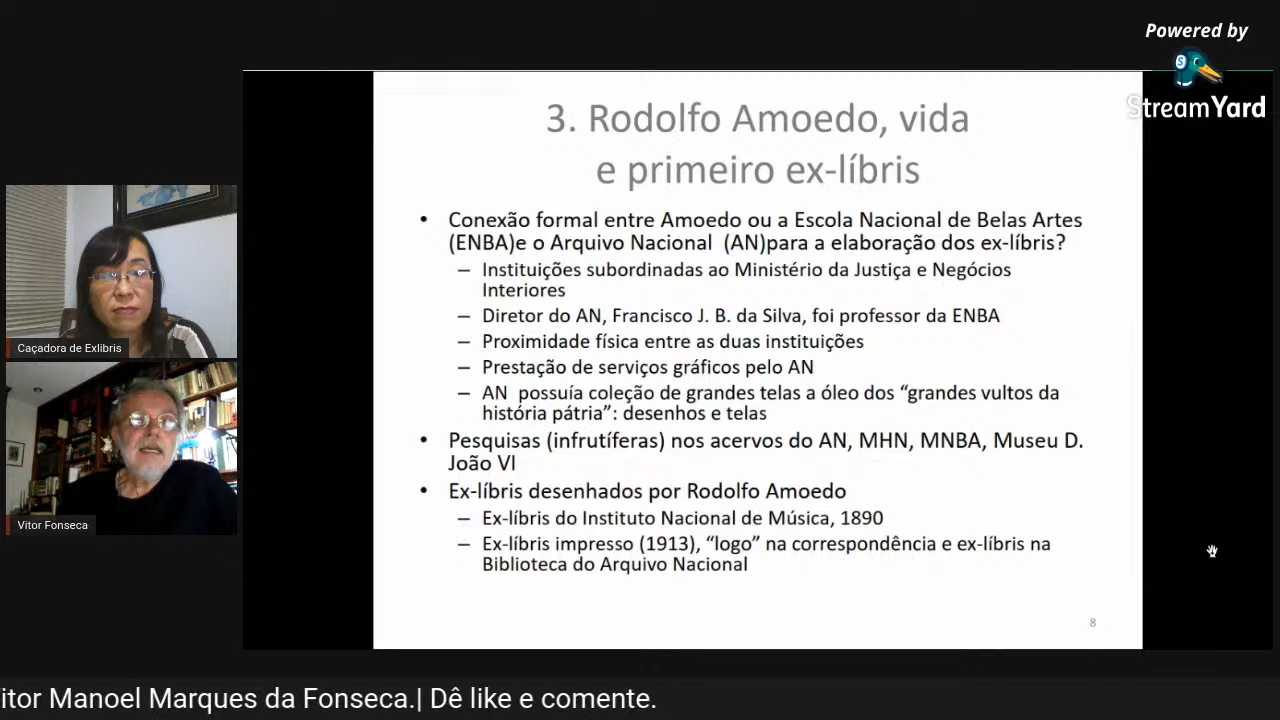 Powered by
StreamYard
3. Rodolfo Amoedo, vida
e primeiro ex-líbris
• Conexão formal entre Amoedo ou a Escola Nacional de Belas Artes
(ENBA)e o Arquivo Nacional (AN)para a elaboração dos ex-líbris?
– Instituições subordinadas ao Ministério da Justiça e Negócios
Interiores
– Diretor do AN, Francisco J. B. da Silva, foi professor da ENBA
– Proximidade física entre as duas instituições
– Prestação de serviços gráficos pelo AN
– AN possuía coleção de grandes telas a óleo dos “grandes vultos da
história pátria”: desenhos e telas
• Pesquisas (infrutíferas) nos acervos do AN, MHN, MNBA, Museu D.
João VI
• Ex-líbris desenhados por Rodolfo Amoedo
– Ex-líbris do Instituto Nacional de Música, 1890
– Ex-líbris impresso (1913), “logo” na correspondência e ex-líbris na
Biblioteca do Arquivo Nacional
8
Caçadora de Exlibris
Vitor Fonseca
itor Manoel Marques da Fonseca.| Dê like e comente.